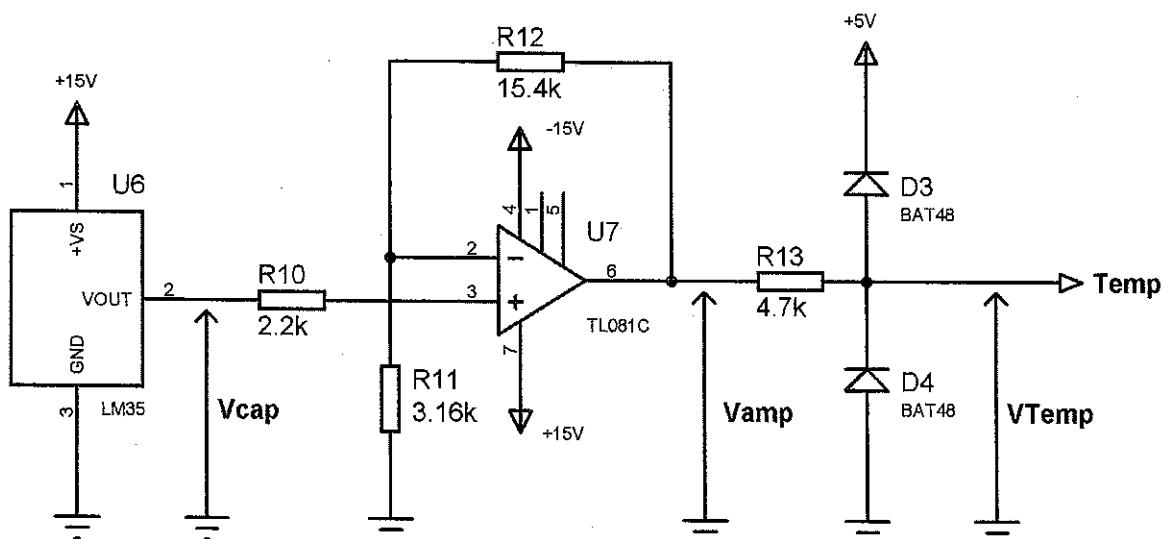 +15V
1
U6
+VS
VOUT
GND
LM35
2
3
Vcap
R10
2.2k
R12
15.4k
-15V
4
1
5
U7
2
3
6
7
TL081C
+15V
R11
3.16k
Vamp
R13
4.7k
+5V
D3
BAT48
Temp
D4
BAT48
VTemp